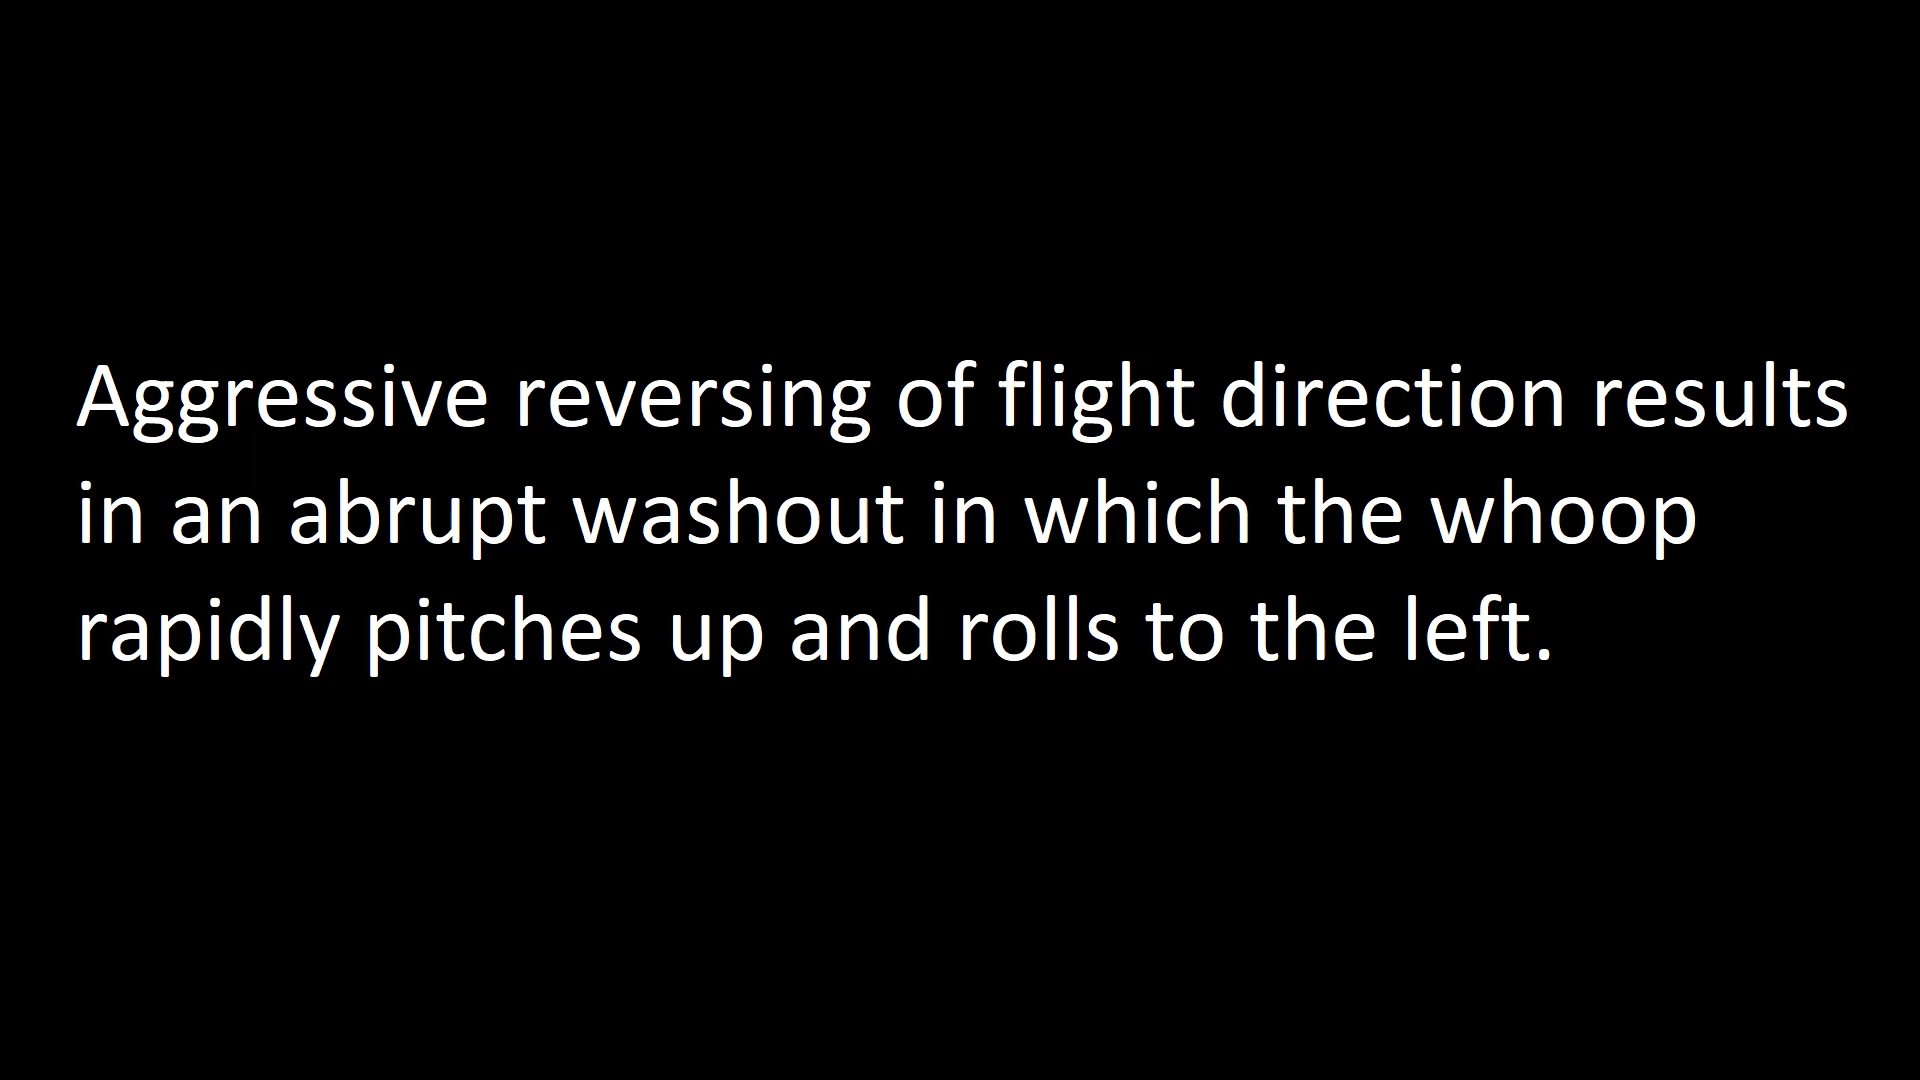 Aggressive reversing of flight direction results
in an abrupt washout in which the whoop
rapidly pitches up and rolls to the left.